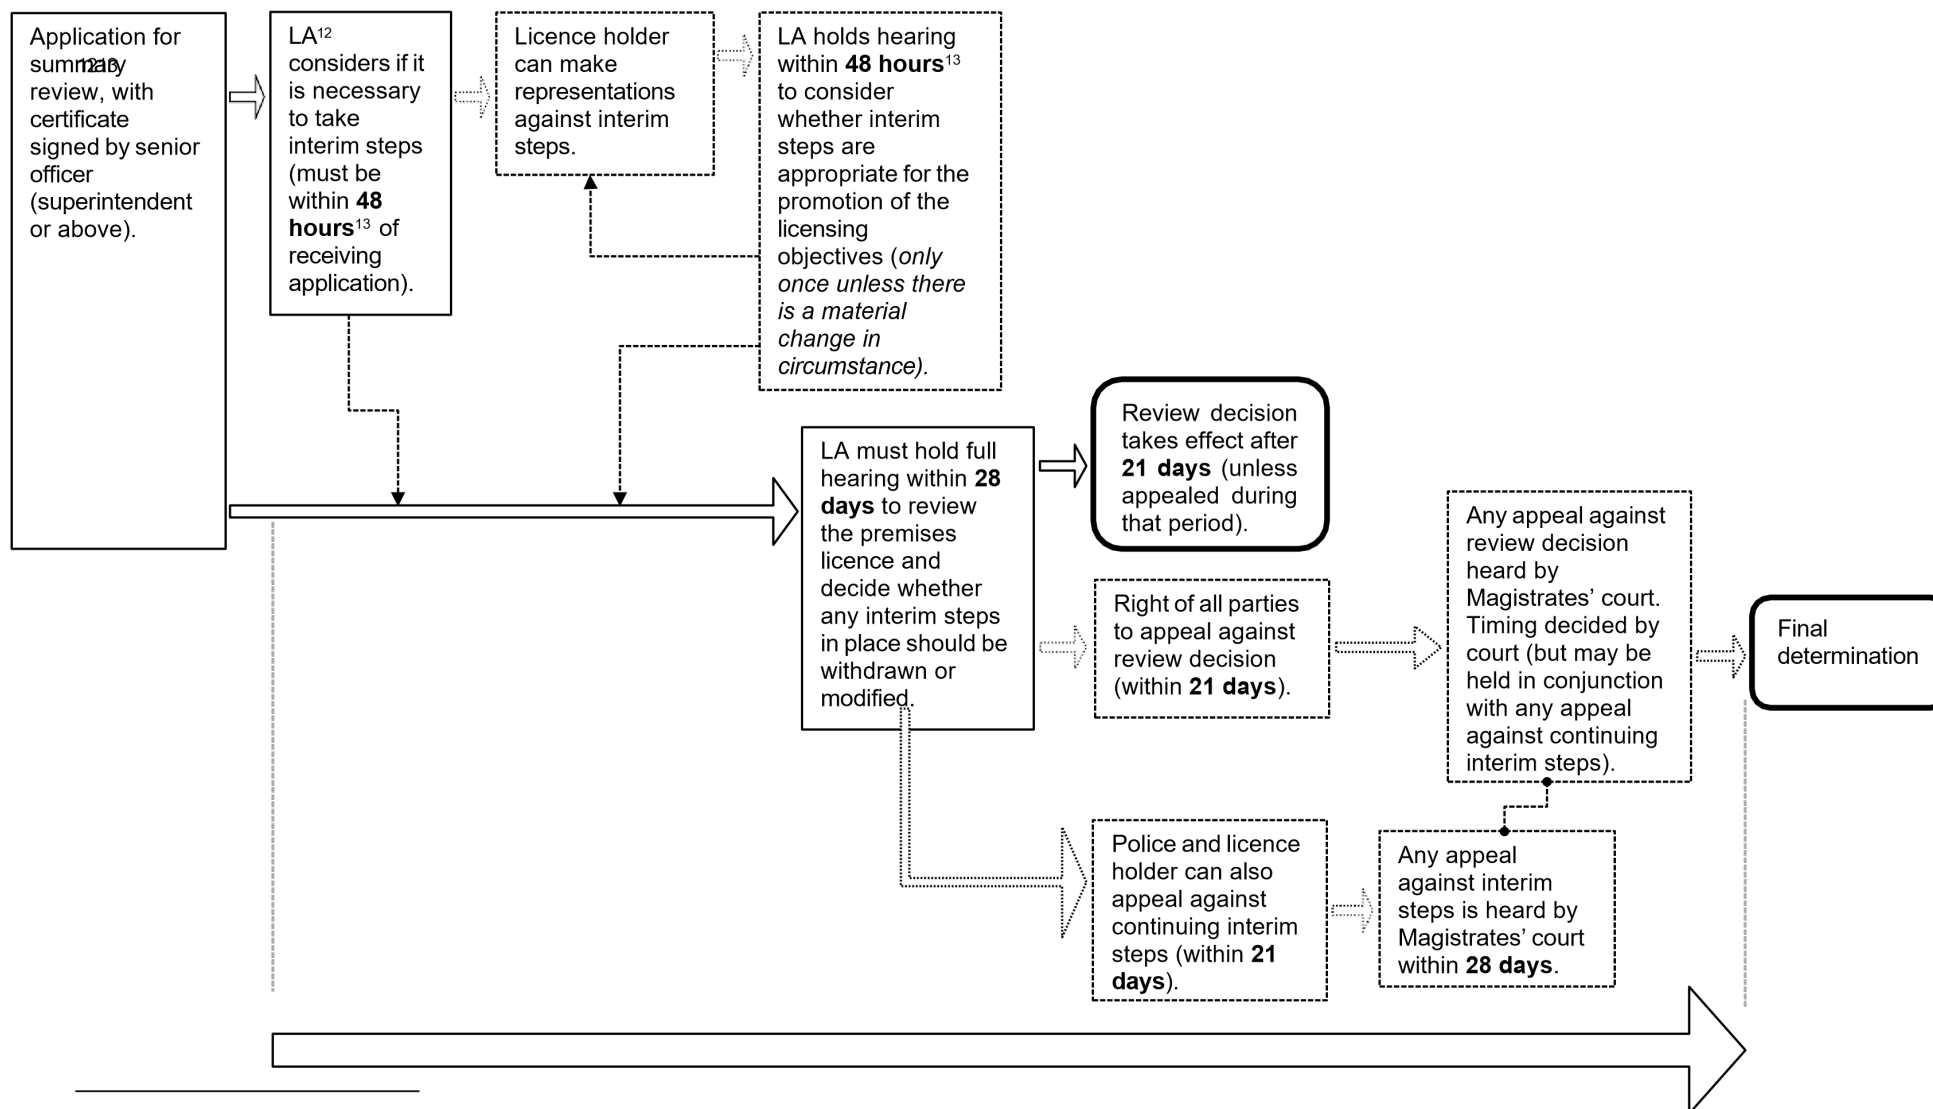 Application for
summary
review, with
certificate
signed by senior
officer
(superintendent
or above).
LA12
considers if it
is necessary
to take
interim steps
(must be
within 48
hours13 of
receiving
application).
Licence holder
can make
representations
against interim
steps.
LA holds hearing
within 48 hours13
to consider
whether interim
steps are
appropriate for the
promotion of the
licensing
objectives (only
once unless there
is a material
change in
circumstance).
LA must hold full
hearing within 28
days to review
the premises
licence and
decide whether
any interim steps
in place should be
withdrawn or
modified.
Review decision
takes effect after
21 days (unless
appealed during
that period).
Right of all parties
to appeal against
review decision
(within 21 days).
Any appeal against
review decision
heard by
Magistrates’ court.
Timing decided by
court (but may be
held in conjunction
with any appeal
against continuing
interim steps).
Final
determination
Police and licence
holder can also
appeal against
continuing interim
steps (within 21
days).
Any appeal
against interim
steps is heard by
Magistrates’ court
within 28 days.